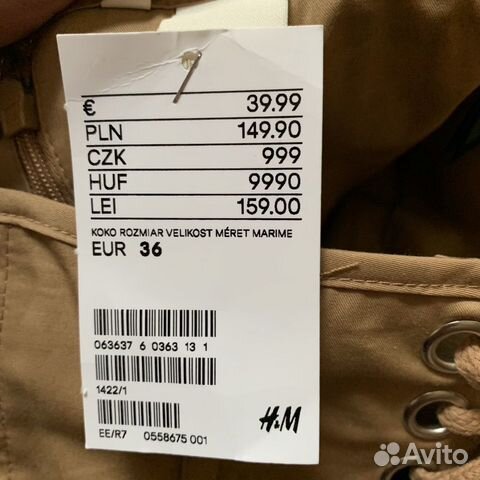 € 39.99
PLN 149.90
CZK 999
HUF 9990
LEI 159.00
KOKO ROZMIAR VELIKOST MÉRET MARIME
EUR 36
063637 6 0363 13 1
1422/1
EE/R7 0558675 001
H&M
Avito